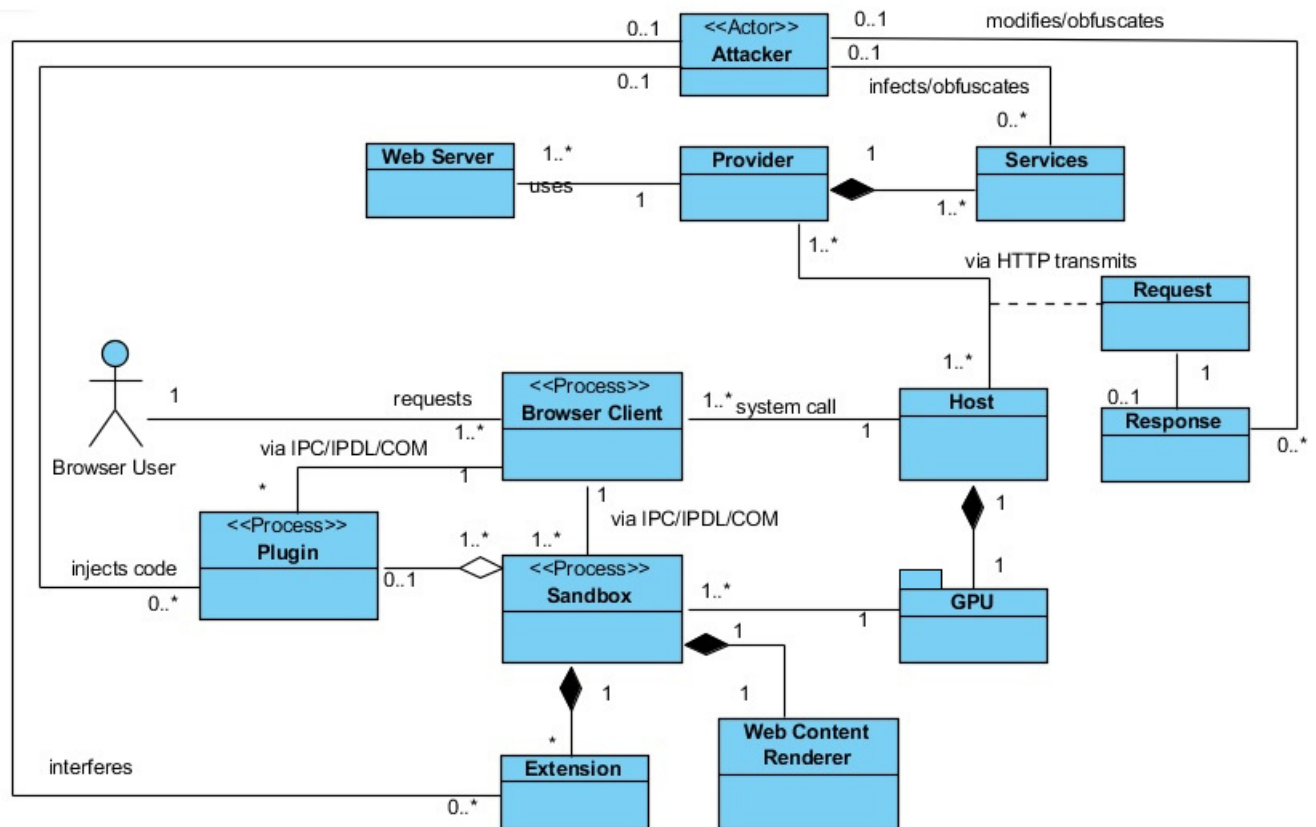 0..1
<<Actor>>
Attacker
0..1
modifies/obfuscates
0..1
0..1
infects/obfuscates
0..*
Web Server
1..*
uses
1
Provider
1
1..*
Services
1..*
via HTTP transmits
Request
1
0..1
Response
0..*
1..*
Host
Browser User
1
requests
1..*
<<Process>>
Browser Client
1..*
system call
1
via IPC/IPDL/COM
1
*
1
via IPC/IPDL/COM
1..*
1..*
<<Process>>
Plugin
0..1
injects code
0..*
<<Process>>
Sandbox
1..*
1
1
1
GPU
1
1
Web Content
Renderer
1
*
Extension
interferes
0..*